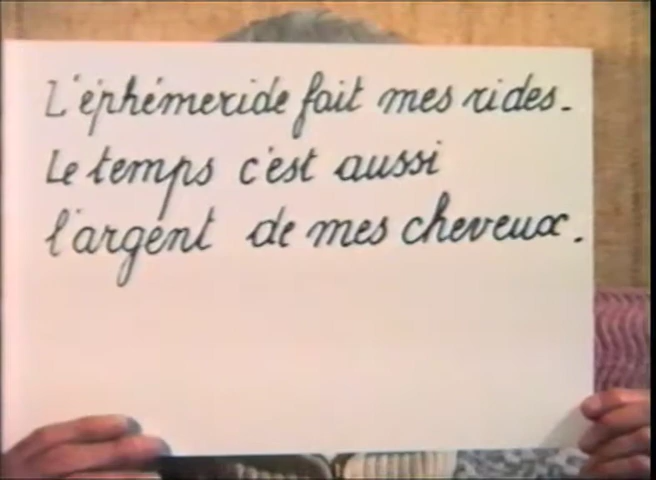 L'éphéméride fait mes rides.
Le temps c'est aussi
l'argent de mes cheveux.